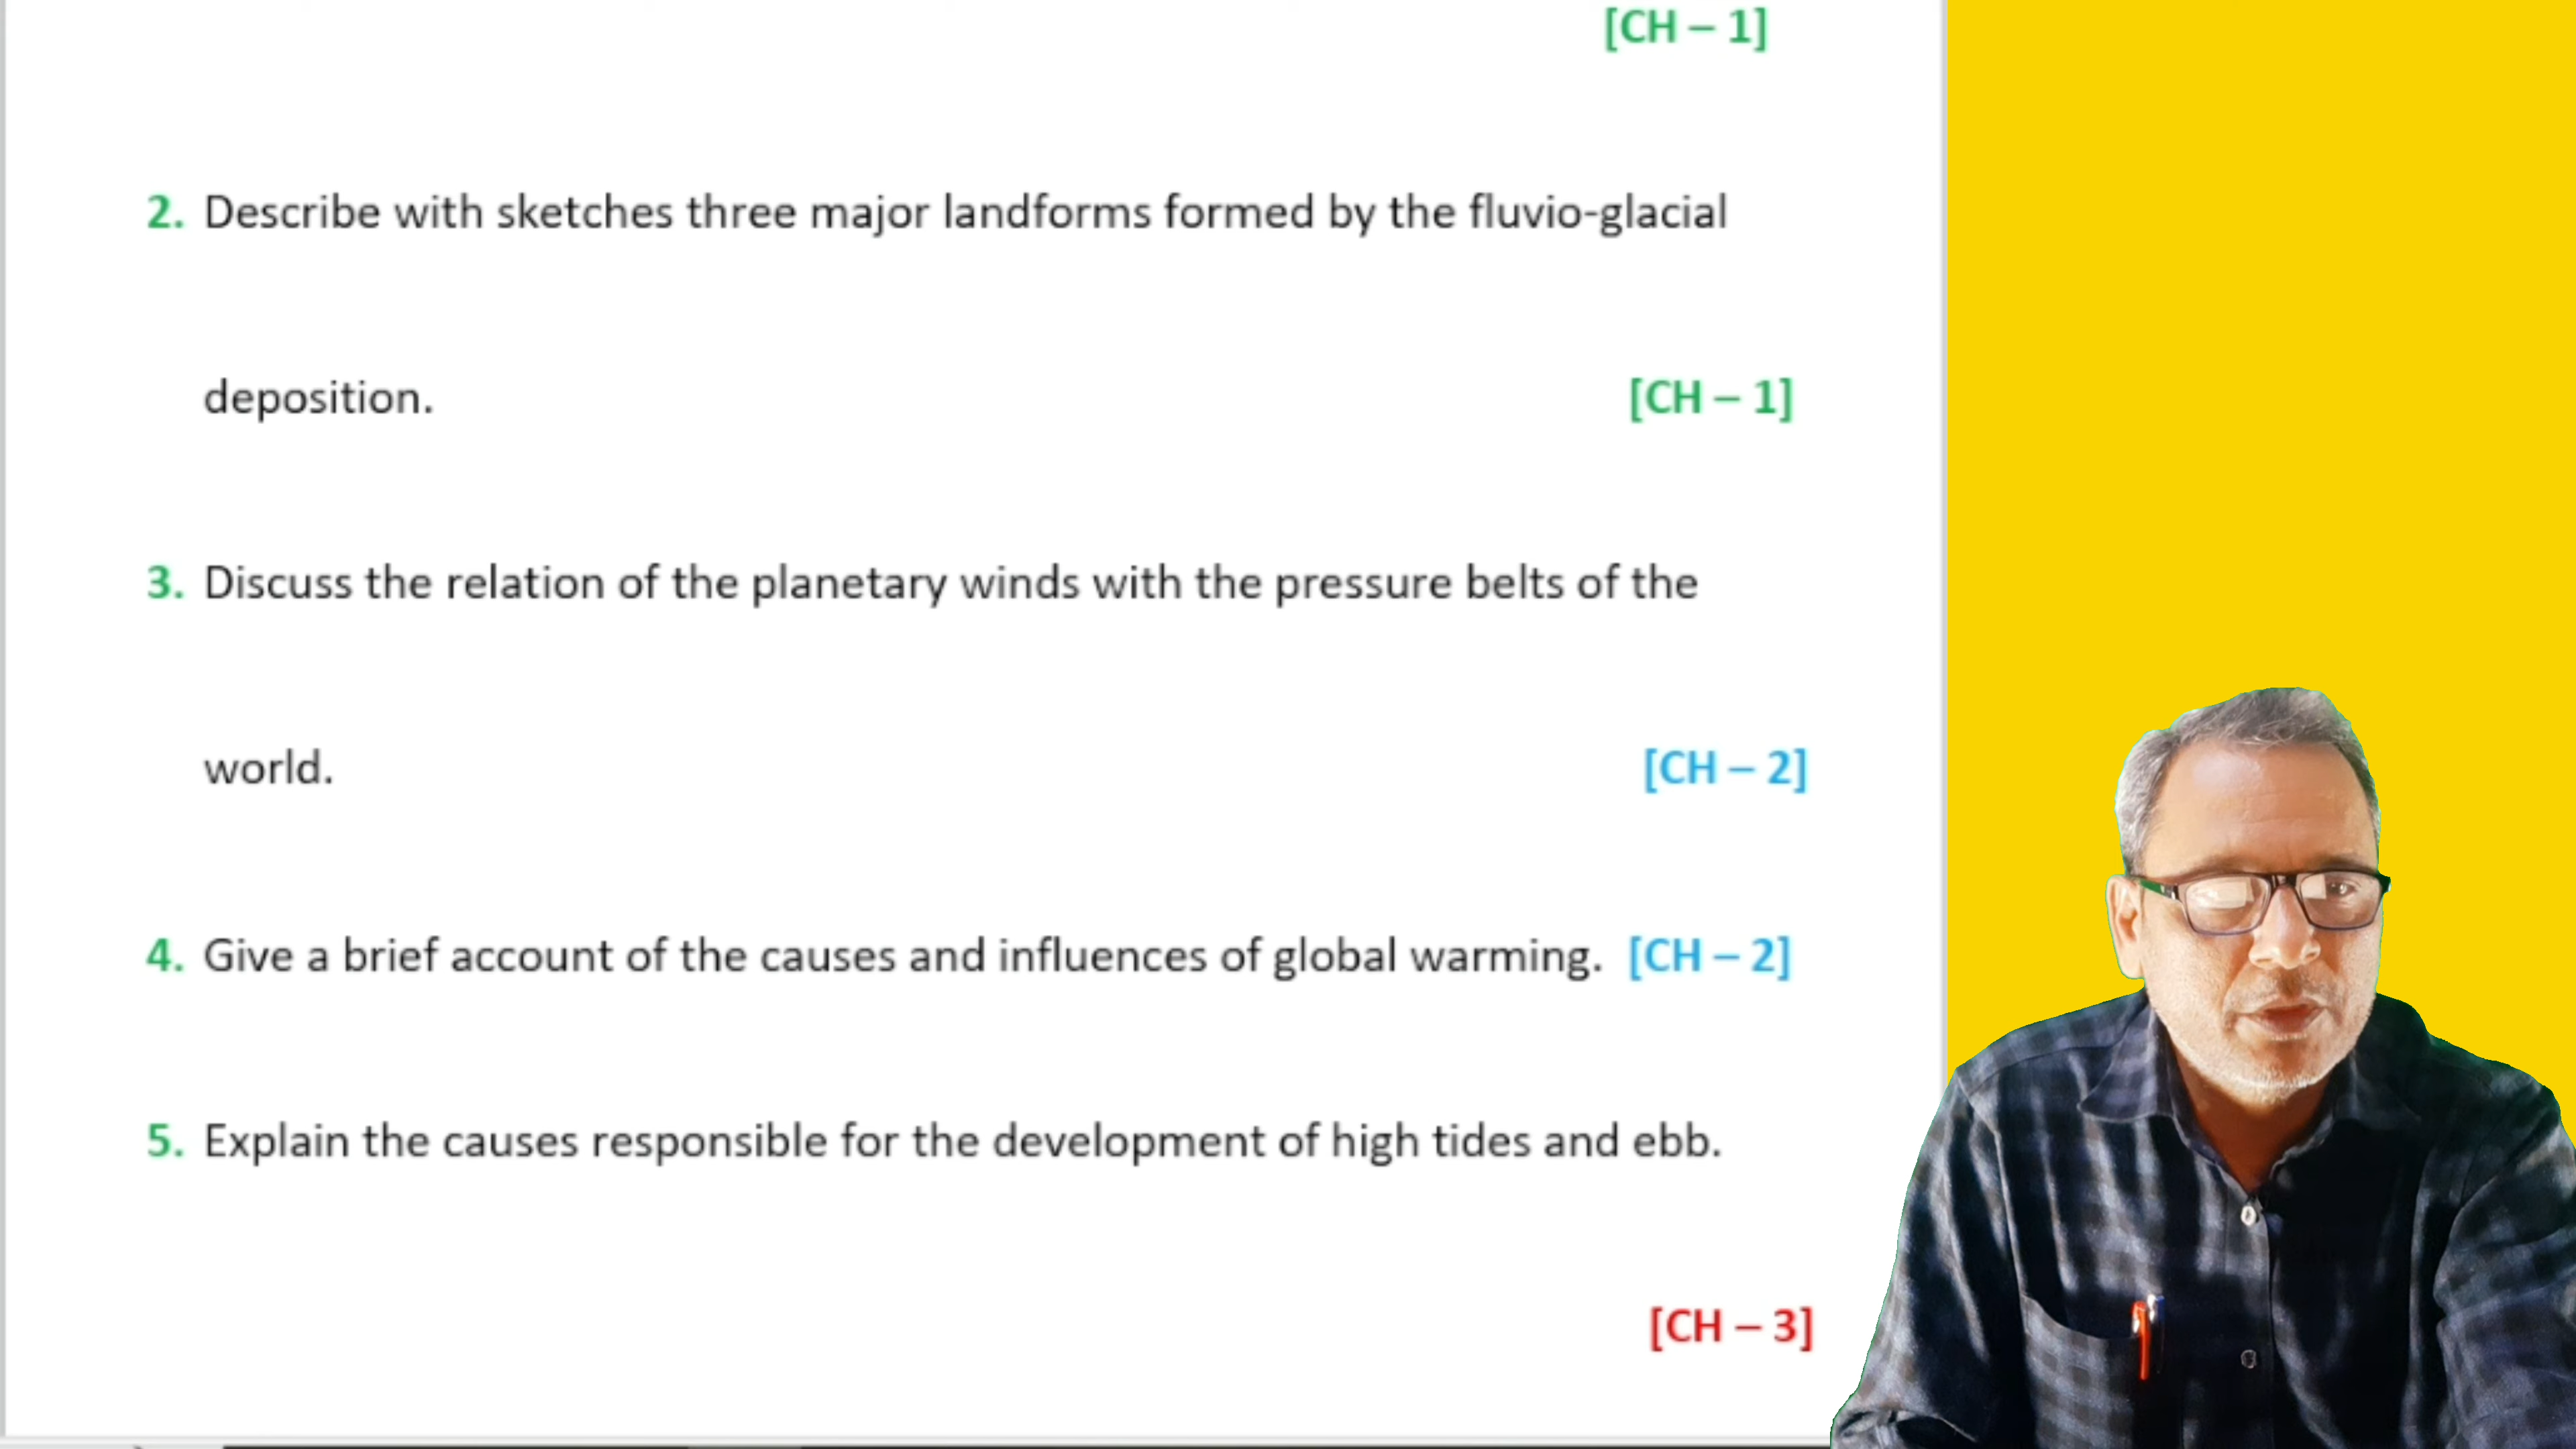 [CH – 1]
2. Describe with sketches three major landforms formed by the fluvio-glacial
deposition. [CH – 1]
3. Discuss the relation of the planetary winds with the pressure belts of the
world. [CH – 2]
4. Give a brief account of the causes and influences of global warming. [CH – 2]
5. Explain the causes responsible for the development of high tides and ebb.
[CH – 3]